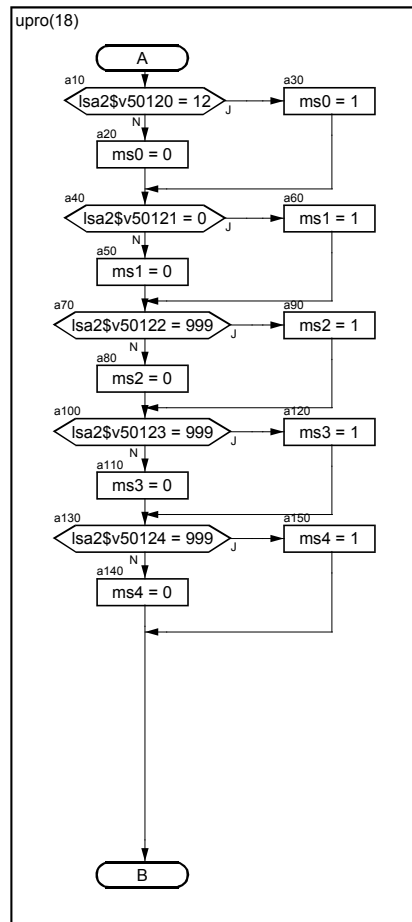 upro(18)
A
a10
lsa2$v50120 = 12
J
N
a30
ms0 = 1
a20
ms0 = 0
a40
lsa2$v50121 = 0
J
N
a60
ms1 = 1
a50
ms1 = 0
a70
lsa2$v50122 = 999
J
N
a90
ms2 = 1
a80
ms2 = 0
a100
lsa2$v50123 = 999
J
N
a120
ms3 = 1
a110
ms3 = 0
a130
lsa2$v50124 = 999
J
N
a150
ms4 = 1
a140
ms4 = 0
B